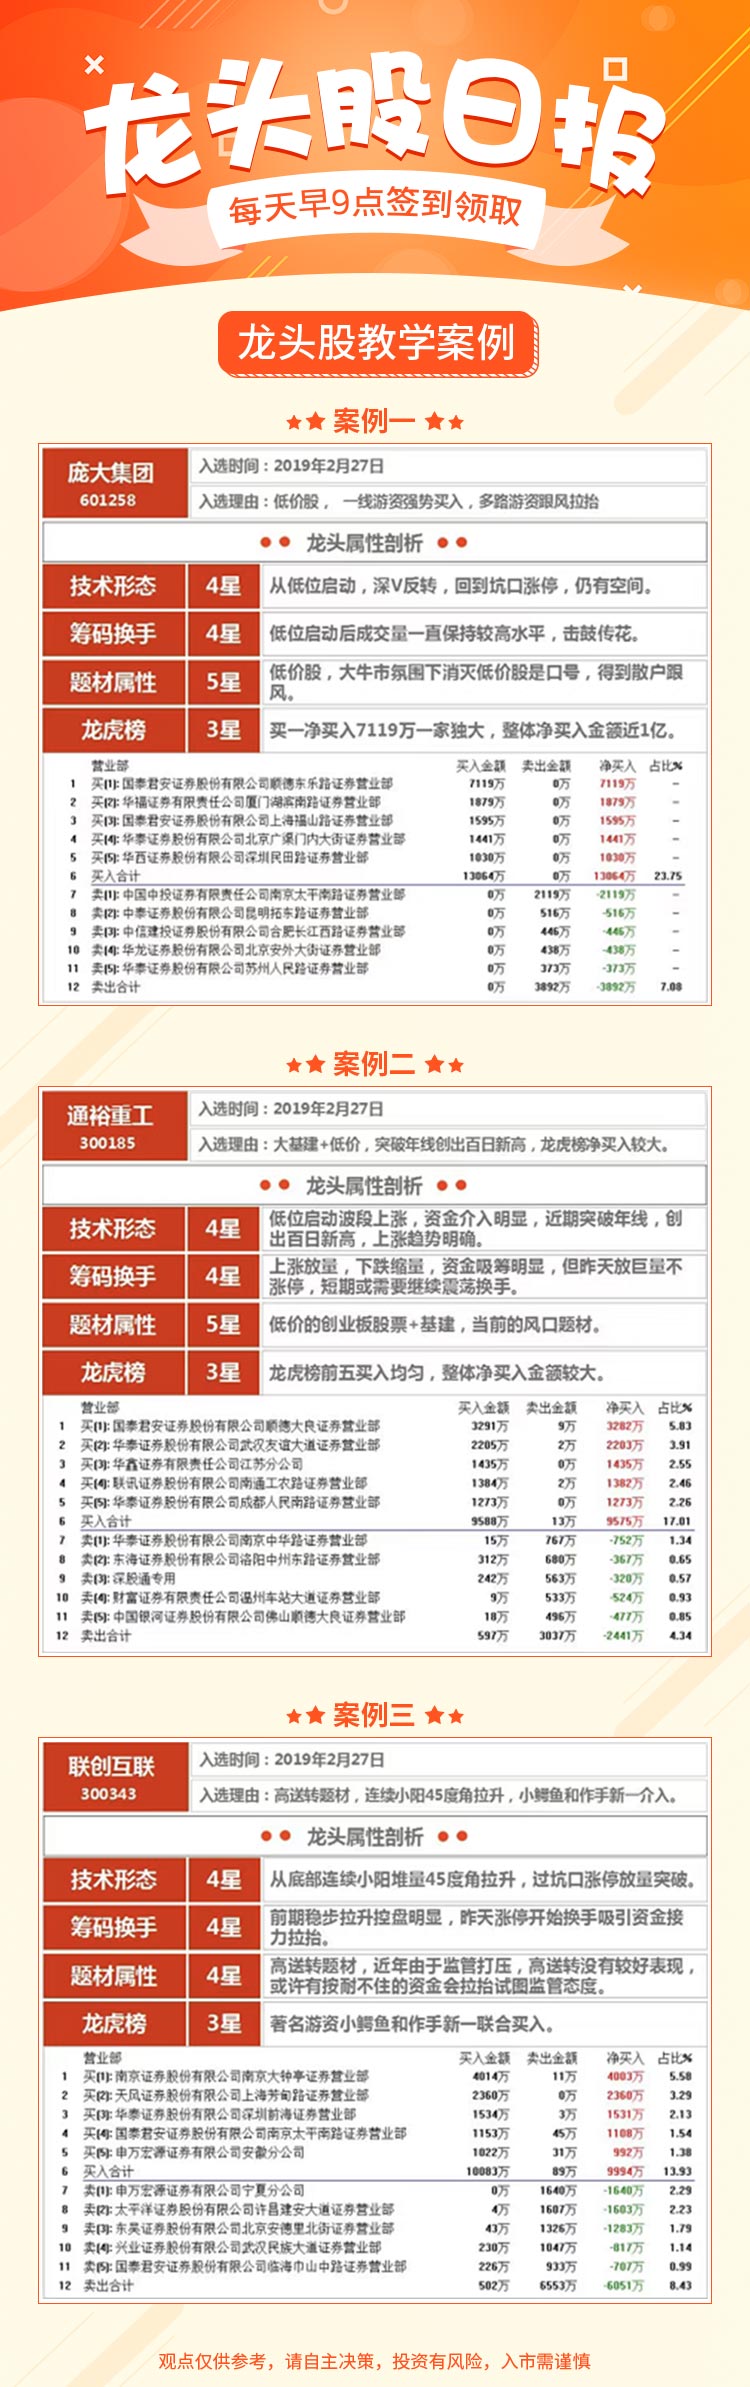 龙头股日报
每天早9点签到领取
龙头股教学案例
案例一
庞大集团
601258
入选时间：2019年2月27日
入选理由：低价股， 一线游资强势买入，多路游资跟风拉抬
龙头属性剖析
技术形态 4星 从低位启动，深V反转，回到坑口涨停，仍有空间。
筹码换手 4星 低位启动后成交量一直保持较高水平，击鼓传花。
题材属性 5星 低价股，大牛市氛围下消灭低价股是口号，得到散户跟
风。
龙虎榜 3星 买一净买入7119万一家独大，整体净买入金额近1亿。
营业部 买入金额 卖出金额 净买入 占比%
1 买(1): 国泰君安证券股份有限公司顺德东乐路证券营业部 7119万 0万 7119万 –
2 买(2): 华福证券有限责任公司厦门湖滨南路证券营业部 1879万 0万 1879万 –
3 买(3): 国泰君安证券股份有限公司上海福山路证券营业部 1595万 0万 1595万 –
4 买(4): 华泰证券股份有限公司北京广渠门内大街证券营业部 1441万 0万 1441万 –
5 买(5): 华西证券股份有限公司深圳民田路证券营业部 1030万 0万 1030万 –
6 买入合计 13064万 0万 13064万 23.75
7 卖(1): 中国中投证券有限责任公司南京太平南路证券营业部 0万 2119万 -2119万 –
8 卖(2): 中泰证券股份有限公司昆明拓东路证券营业部 0万 516万 -516万 –
9 卖(3): 中信建投证券股份有限公司合肥长江西路证券营业部 0万 446万 -446万 –
10 卖(4): 华龙证券股份有限公司北京安外大街证券营业部 0万 438万 -438万 –
11 卖(5): 华泰证券股份有限公司苏州人民路证券营业部 0万 373万 -373万 –
12 卖出合计 0万 3892万 -3892万 7.08
案例二
通裕重工
300185
入选时间：2019年2月27日
入选理由：大基建+低价，突破年线创出百日新高，龙虎榜净买入较大。
龙头属性剖析
技术形态 4星 低位启动波段上涨，资金介入明显，近期突破年线，创
出百日新高，上涨趋势明确。
筹码换手 4星 上涨放量，下跌缩量，资金吸筹明显，但昨天放巨量不
涨停，短期或需要继续震荡换手。
题材属性 5星 低价的创业板股票+基建，当前的风口题材。
龙虎榜 3星 龙虎榜前五买入均匀，整体净买入金额较大。
营业部 买入金额 卖出金额 净买入 占比%
1 买(1): 国泰君安证券股份有限公司顺德大良证券营业部 3291万 9万 3282万 5.83
2 买(2): 华泰证券股份有限公司武汉友谊大道证券营业部 2205万 2万 2203万 3.91
3 买(3): 华鑫证券有限责任公司江苏分公司 1435万 0万 1435万 2.55
4 买(4): 联讯证券股份有限公司南通工农路证券营业部 1384万 2万 1382万 2.46
5 买(5): 华泰证券股份有限公司成都人民南路证券营业部 1273万 0万 1273万 2.26
6 买入合计 9588万 13万 9575万 17.01
7 卖(1): 华泰证券股份有限公司南京中华路证券营业部 15万 767万 -752万 1.34
8 卖(2): 东海证券股份有限公司洛阳中州东路证券营业部 312万 680万 -367万 0.65
9 卖(3): 深股通专用 242万 563万 -320万 0.57
10 卖(4): 财富证券有限责任公司温州车站大道证券营业部 9万 533万 -524万 0.93
11 卖(5): 中国银河证券股份有限公司佛山顺德大良证券营业部 18万 496万 -477万 0.85
12 卖出合计 597万 3037万 -2441万 4.34
案例三
联创互联
300343
入选时间：2019年2月27日
入选理由：高送转题材，连续小阳45度角拉升，小鳄鱼和作手新一介入。
龙头属性剖析
技术形态 4星 从底部连续小阳堆量45度角拉升，过坑口涨停放量突破。
筹码换手 4星 前期稳步拉升控盘明显，昨天涨停开始换手吸引资金接
力拉抬。
题材属性 4星 高送转题材，近年由于监管打压，高送转没有较好表现，
或许有按耐不住的资金会拉抬试图监管态度。
龙虎榜 3星 著名游资小鳄鱼和作手新一联合买入。
营业部 买入金额 卖出金额 净买入 占比%
1 买(1): 南京证券股份有限公司南京大钟亭证券营业部 4014万 11万 4003万 5.58
2 买(2): 天风证券股份有限公司上海芳甸路证券营业部 2360万 0万 2360万 3.29
3 买(3): 华泰证券股份有限公司深圳前海证券营业部 1534万 3万 1531万 2.13
4 买(4): 国泰君安证券股份有限公司南京太平南路证券营业部 1153万 45万 1108万 1.54
5 买(5): 申万宏源证券有限公司安徽分公司 1022万 31万 992万 1.38
6 买入合计 10083万 89万 9994万 13.93
7 卖(1): 申万宏源证券有限公司宁夏分公司 0万 1640万 -1640万 2.29
8 卖(2): 太平洋证券股份有限公司许昌建安大道证券营业部 4万 1607万 -1603万 2.23
9 卖(3): 东吴证券股份有限公司北京安德里北街证券营业部 43万 1326万 -1283万 1.79
10 卖(4): 兴业证券股份有限公司武汉民族大道证券营业部 230万 1047万 -817万 1.14
11 卖(5): 国泰君安证券股份有限公司临海巾山中路证券营业部 226万 933万 -707万 0.99
12 卖出合计 502万 6553万 -6051万 8.43
观点仅供参考，请自主决策，投资有风险，入市需谨慎